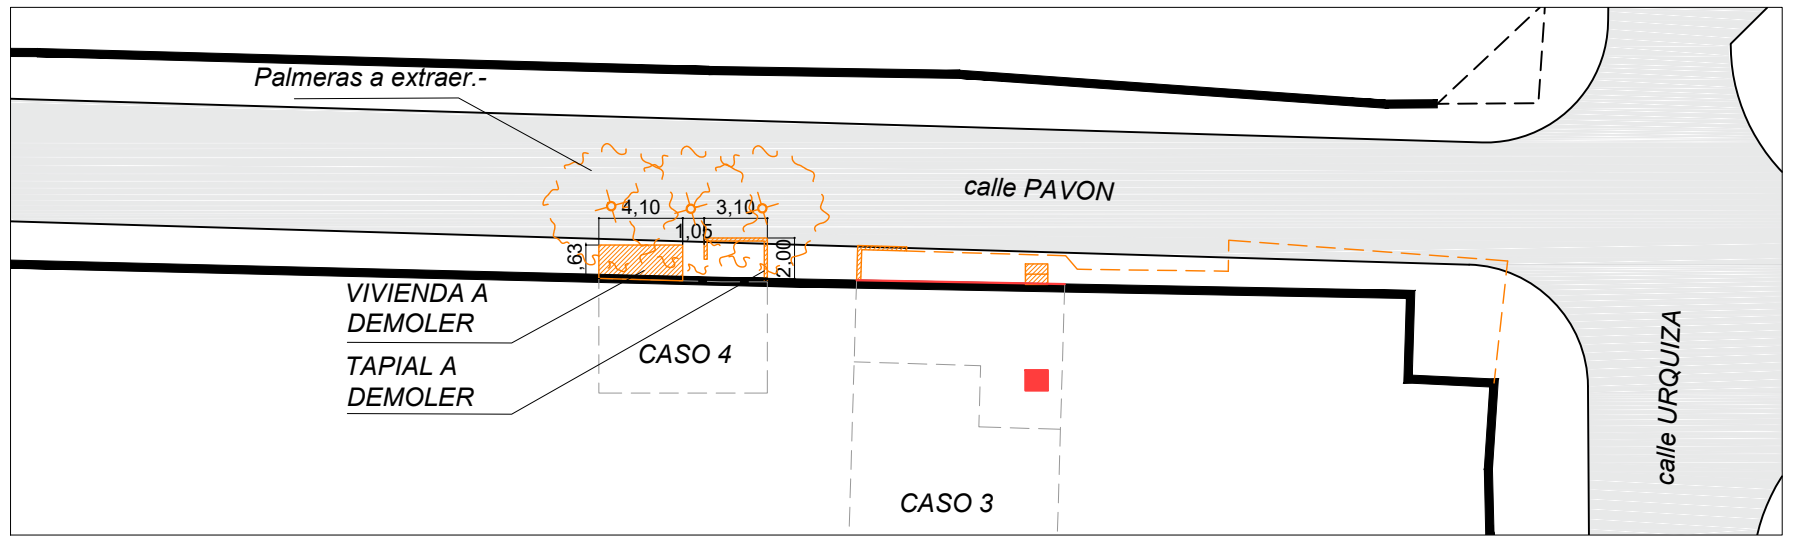 Palmeras a extraer.-
calle PAVON
4,10
3,10
1,05
,63
2,00
VIVIENDA A
DEMOLER
TAPIAL A
DEMOLER
CASO 4
CASO 3
calle URQUIZA